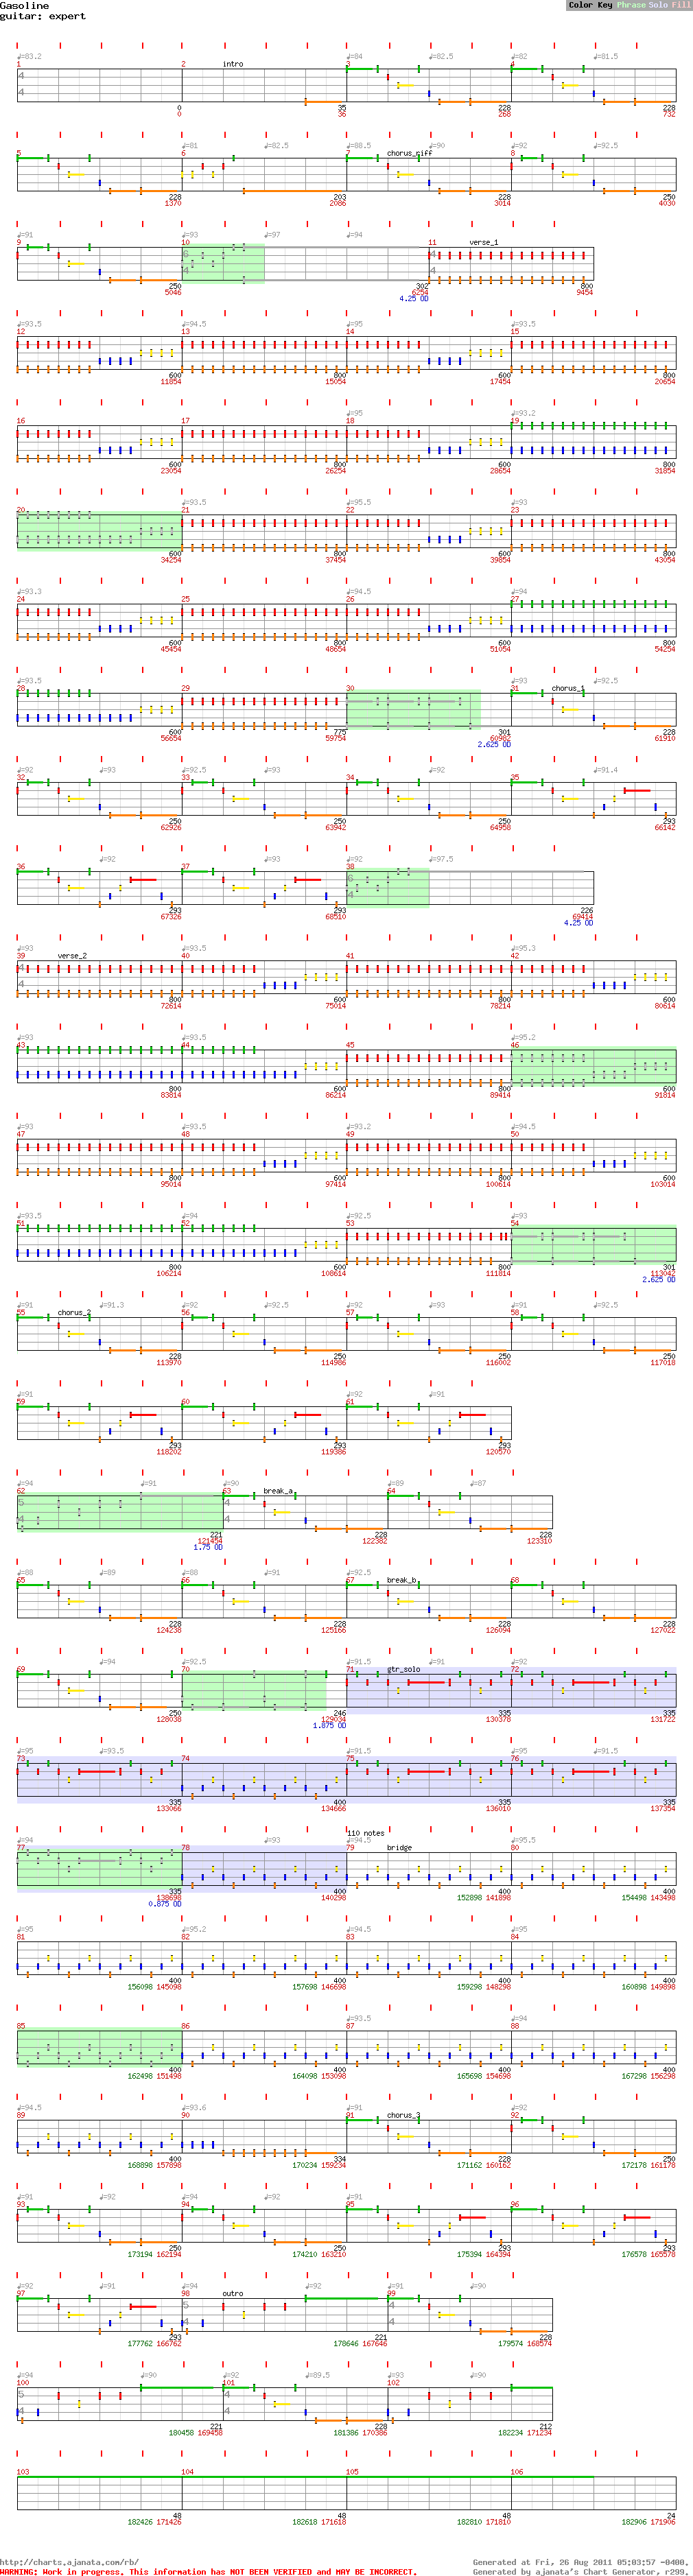 Gasoline
Color Key Phrase Solo Fill
guitar: expert
♩=83.2 ♩=84 ♩=82.5 ♩=82 ♩=81.5
1 2 intro 3 4
0 35 228 228
0 36 268 732
♩=81 ♩=82.5 ♩=88.5 ♩=90 ♩=92 ♩=92.5
5 6 7 chorus_riff 8
228 203 228 250
1370 2086 3014 4030
♩=91 ♩=93 ♩=97 ♩=94
9 10 11 verse_1
250 302 800
5046 6254 9454
4.25 OD
♩=93.5 ♩=94.5 ♩=95 ♩=93.5
12 13 14 15
600 800 600 800
11854 15054 17454 20654
♩=95 ♩=93.2
16 17 18 19
600 800 600 800
23054 26254 28654 31854
♩=93.5 ♩=95.5 ♩=93
20 21 22 23
600 800 600 800
34254 37454 39854 43054
♩=93.3 ♩=94.5 ♩=94
24 25 26 27
600 800 600 800
45454 48654 51054 54254
♩=93.5 ♩=93 ♩=92.5
28 29 30 31 chorus_1
600 775 301 228
56654 59754 60982 61910
2.625 OD
♩=92 ♩=93 ♩=92.5 ♩=93 ♩=92 ♩=91.4
32 33 34 35
250 250 250 293
62926 63942 64958 66142
♩=92 ♩=93 ♩=92 ♩=97.5
36 37 38
293 293 226
67326 68510 69414
4.25 OD
♩=93 ♩=93.5 ♩=95.3
39 verse_2 40 41 42
800 600 800 600
72614 75014 78214 80614
♩=93 ♩=93.5 ♩=95.2
43 44 45 46
800 600 800 600
83814 86214 89414 91814
♩=93 ♩=93.5 ♩=93.2 ♩=94.5
47 48 49 50
800 600 800 600
95014 97414 100614 103014
♩=93.5 ♩=94 ♩=92.5 ♩=93
51 52 53 54
800 600 800 301
106214 108614 111814 113042
2.625 OD
♩=91 ♩=91.3 ♩=92 ♩=92.5 ♩=92 ♩=93 ♩=91 ♩=92.5
55 chorus_2 56 57 58
228 250 250 250
113970 114986 116002 117018
♩=91 ♩=92 ♩=91
59 60 61
293 293 293
118202 119386 120570
♩=94 ♩=91 ♩=90 ♩=89 ♩=87
62 63 break_a 64
221 228 228
121454 122382 123310
1.75 OD
♩=88 ♩=89 ♩=88 ♩=91 ♩=92.5
65 66 67 break_b 68
228 228 228 228
124238 125166 126094 127022
♩=94 ♩=92.5 ♩=91.5 ♩=91 ♩=92
69 70 71 gtr_solo 72
250 246 335 335
128038 129034 130378 131722
1.875 OD
♩=95 ♩=93.5 ♩=91.5 ♩=95 ♩=91.5
73 74 75 76
335 400 335 335
133066 134666 136010 137354
110 notes
♩=94 ♩=93 ♩=94.5 ♩=95.5
77 78 79 bridge 80
335 400 400 400
138698 140298 152898 141898 154498 143498
0.875 OD
♩=95 ♩=95.2 ♩=94.5 ♩=95
81 82 83 84
400 400 400 400
156098 145098 157698 146698 159298 148298 160898 149898
♩=93.5 ♩=94
85 86 87 88
400 400 400 400
162498 151498 164098 153098 165698 154698 167298 156298
♩=94.5 ♩=93.6 ♩=91 ♩=92
89 90 91 chorus_3 92
400 334 228 250
168898 157898 170234 159234 171162 160162 172178 161178
♩=91 ♩=92 ♩=94 ♩=92 ♩=91
93 94 95 96
250 250 293 293
173194 162194 174210 163210 175394 164394 176578 165578
♩=92 ♩=91 ♩=94 ♩=92 ♩=91 ♩=90
97 98 outro 99
293 221 228
177762 166762 178646 167646 179574 168574
♩=94 ♩=90 ♩=92 ♩=89.5 ♩=93 ♩=90
100 101 102
221 228 212
180458 169458 181386 170386 182234 171234
103 104 105 106
48 48 48 24
182426 171426 182618 171618 182810 171810 182906 171906
http://charts.ajanata.com/rb/ Generated at Fri, 26 Aug 2011 05:03:57 -0400.
WARNING: Work in progress. This information has NOT BEEN VERIFIED and MAY BE INCORRECT. Generated by ajanata's Chart Generator, r299.